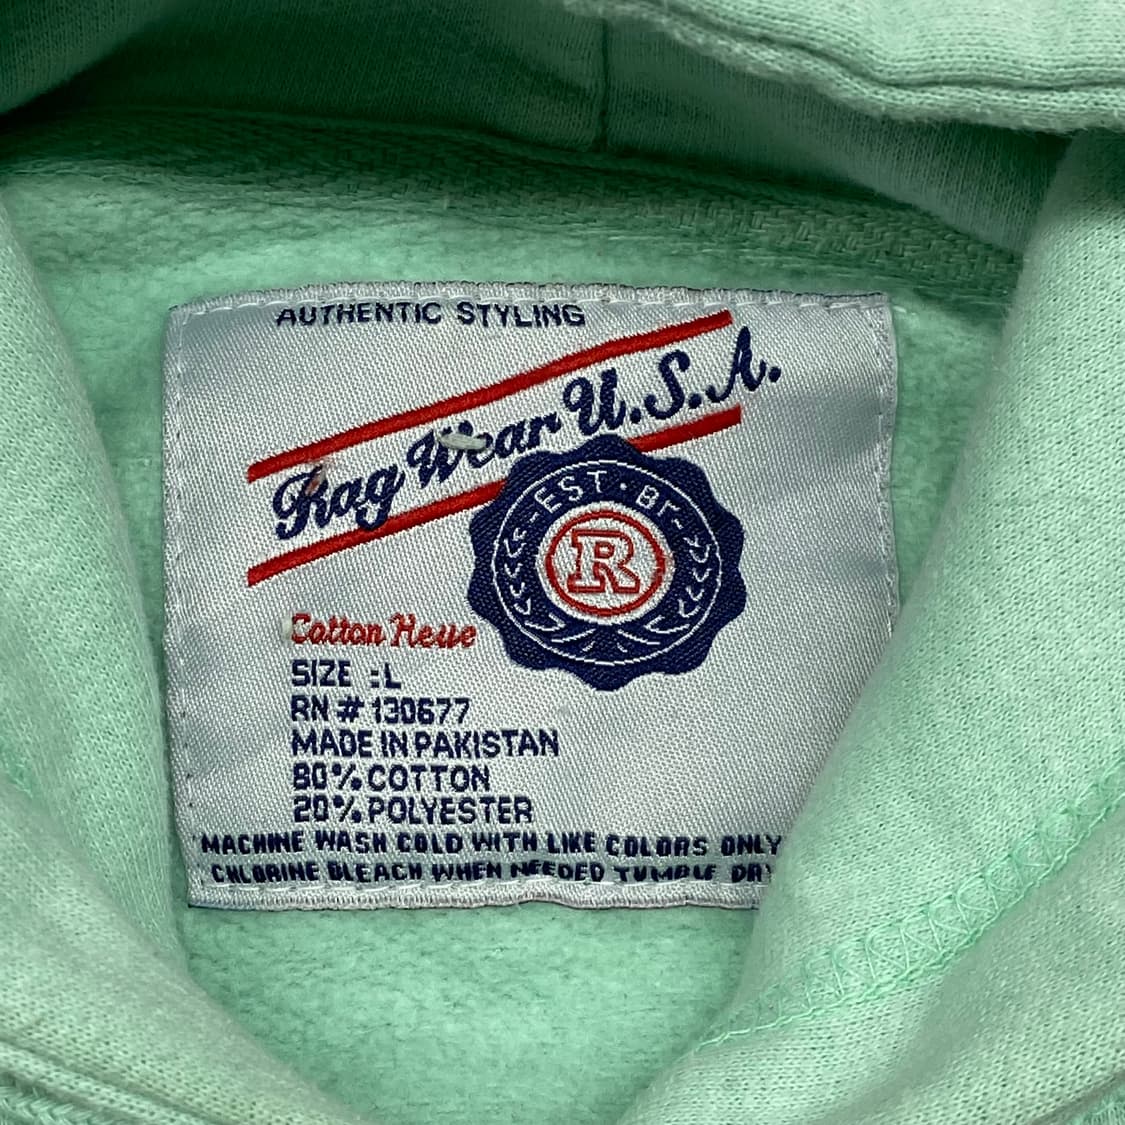 AUTHENTIC STYLING
Rag Wear U.S.A.
EST · Br
R
Cotton Heue
SIZE :L
RN # 130677
MADE IN PAKISTAN
80% COTTON
20% POLYESTER
MACHINE WASH COLD WITH LIKE COLORS ONLY
CHLORINE BLEACH WHEN NEEDED TUMBLE DRY